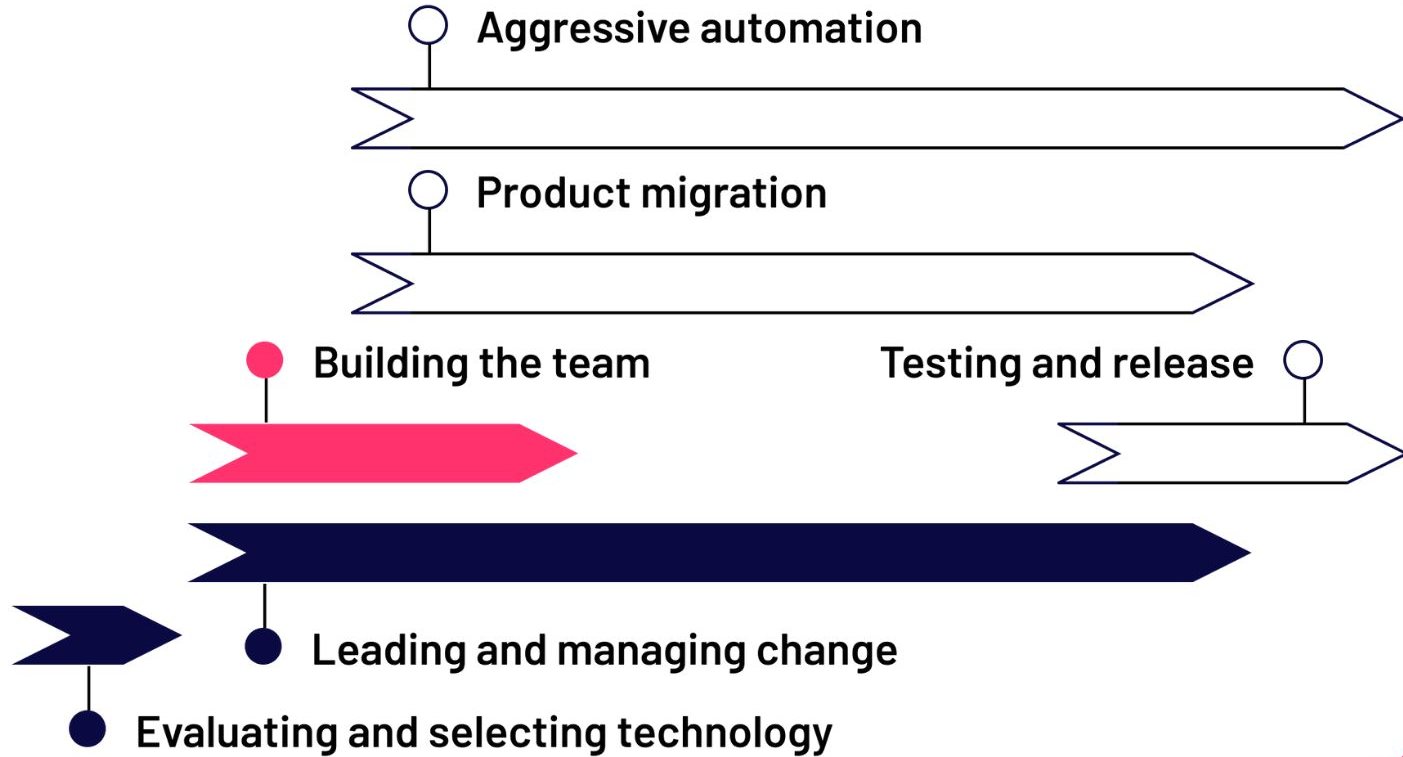 Aggressive automation
Product migration
Building the team
Testing and release
Leading and managing change
Evaluating and selecting technology